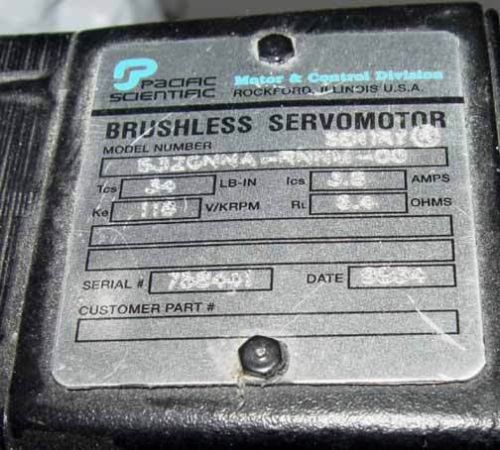 PACIFIC Motor & Control Division
SCIENTIFIC ROCKFORD, ILLINOIS U.S.A.
BRUSHLESS SERVOMOTOR
MODEL NUMBER
Tcs LB-IN Ics AMPS
Ke V/KRPM RL OHMS
SERIAL # DATE
CUSTOMER PART #